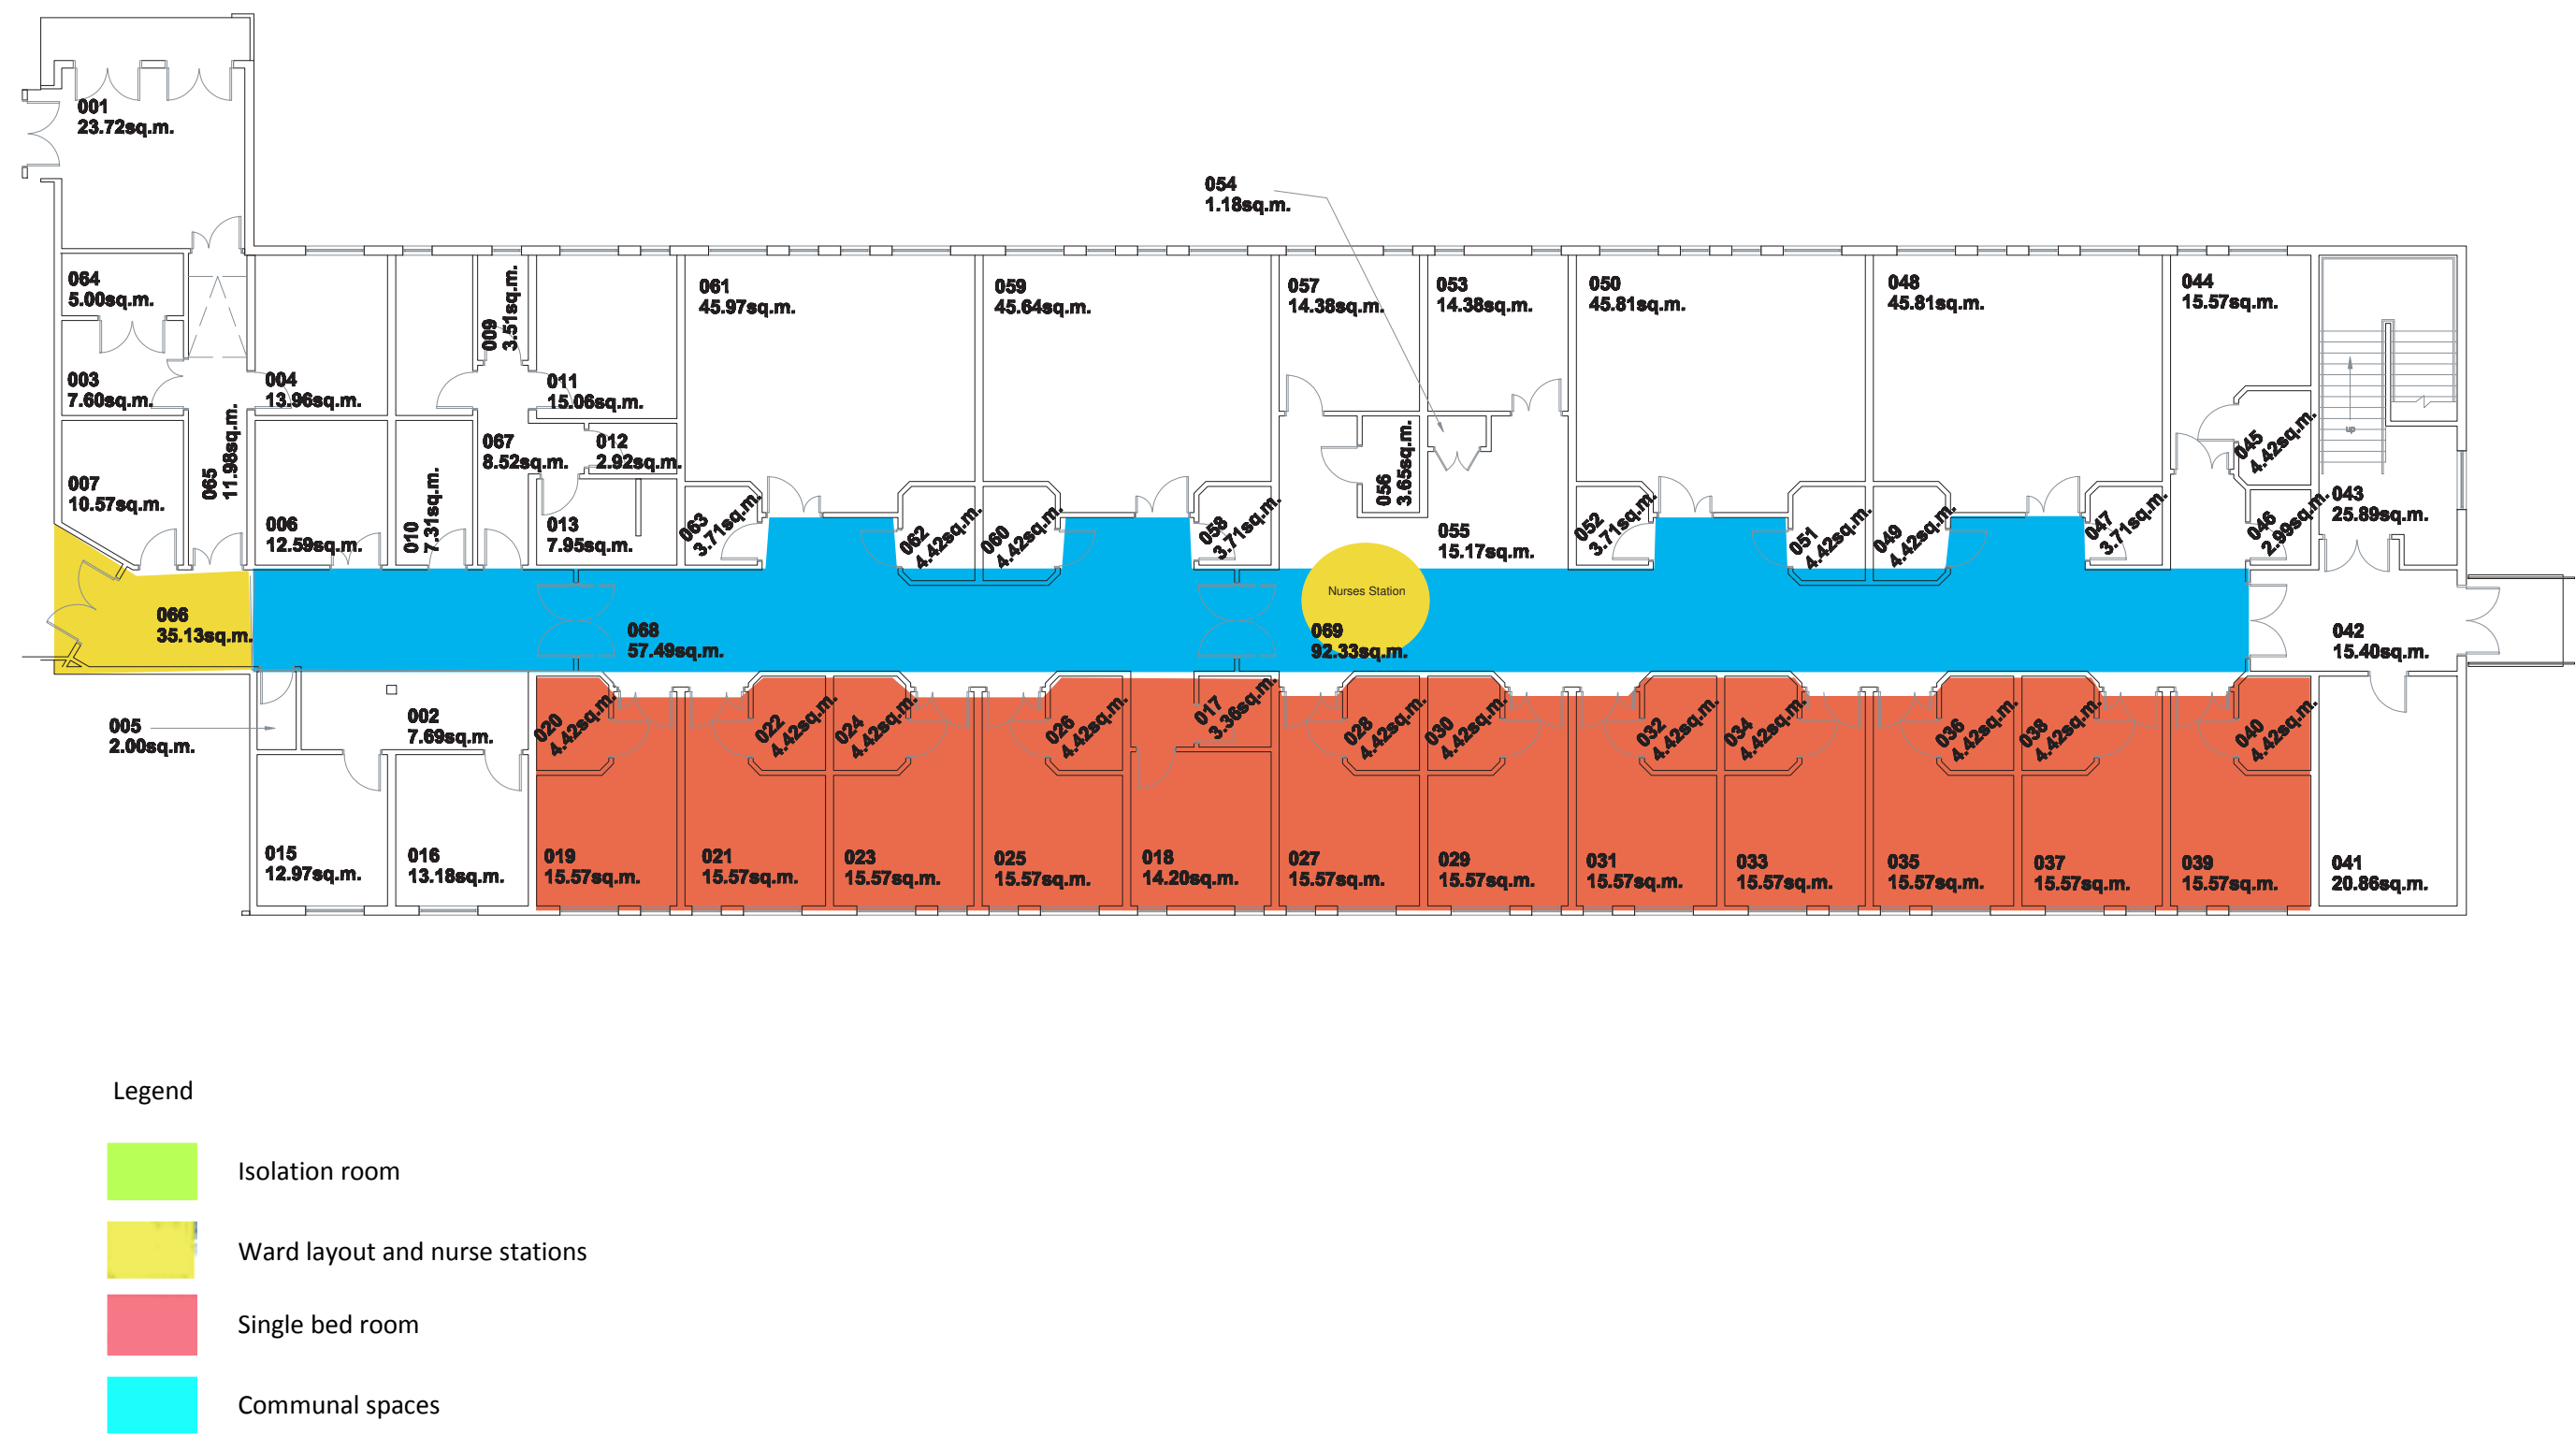 001
23.72sq.m.
054
1.18sq.m.
064
5.00sq.m.
009
3.51sq.m.
061
45.97sq.m.
059
45.64sq.m.
057
14.38sq.m.
053
14.38sq.m.
050
45.81sq.m.
048
45.81sq.m.
044
15.57sq.m.
003
7.60sq.m.
004
13.96sq.m.
011
15.06sq.m.
up
067
8.52sq.m.
012
2.92sq.m.
056
3.65sq.m.
045
4.42sq.m.
007
10.57sq.m.
065
11.98sq.m.
006
12.59sq.m.
010
7.31sq.m.
013
7.95sq.m.
063
3.71sq.m.
062
4.42sq.m.
060
4.42sq.m.
058
3.71sq.m.
055
15.17sq.m.
052
3.71sq.m.
051
4.42sq.m.
049
4.42sq.m.
047
3.71sq.m.
046
2.99sq.m.
043
25.89sq.m.
Nurses Station
066
35.13sq.m.
068
57.49sq.m.
069
92.33sq.m.
042
15.40sq.m.
005
2.00sq.m.
002
7.69sq.m.
020
4.42sq.m.
022
4.42sq.m.
024
4.42sq.m.
026
4.42sq.m.
017
3.36sq.m.
028
4.42sq.m.
030
4.42sq.m.
032
4.42sq.m.
034
4.42sq.m.
036
4.42sq.m.
038
4.42sq.m.
040
4.42sq.m.
015
12.97sq.m.
016
13.18sq.m.
019
15.57sq.m.
021
15.57sq.m.
023
15.57sq.m.
025
15.57sq.m.
018
14.20sq.m.
027
15.57sq.m.
029
15.57sq.m.
031
15.57sq.m.
033
15.57sq.m.
035
15.57sq.m.
037
15.57sq.m.
039
15.57sq.m.
041
20.86sq.m.
Legend
Isolation room
Ward layout and nurse stations
Single bed room
Communal spaces